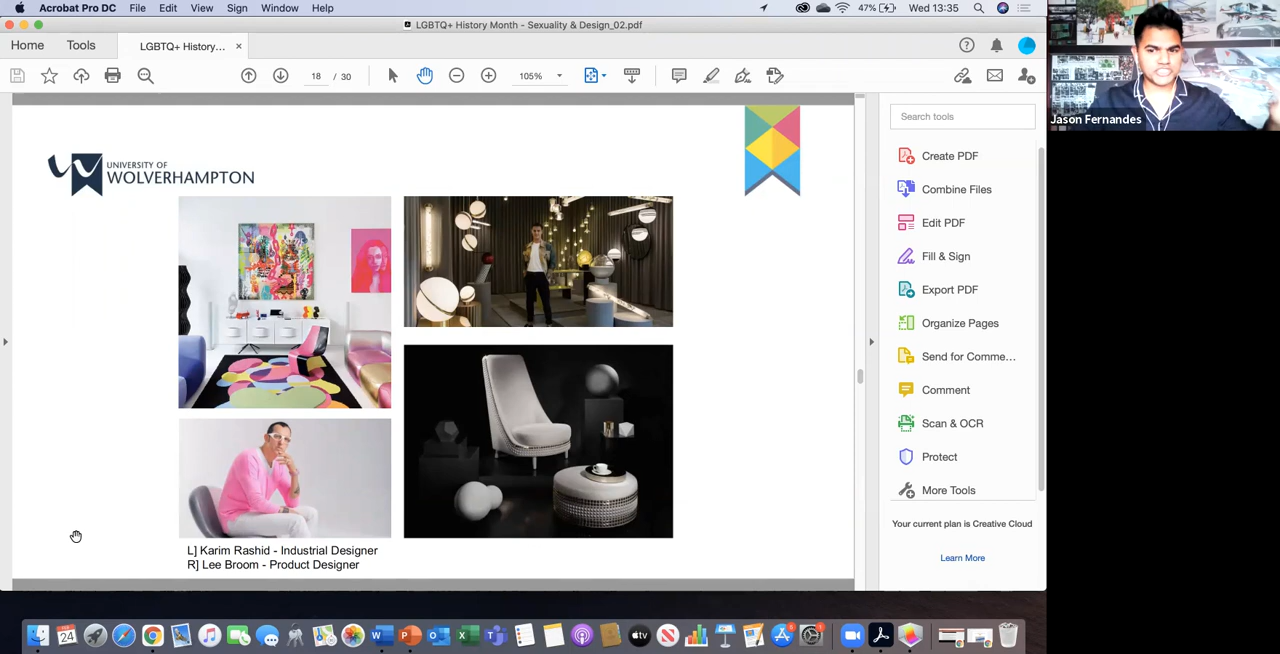 Acrobat Pro DC File Edit View Sign Window Help
47%
Wed 13:35
LGBTQ+ History Month - Sexuality & Design_02.pdf
Home Tools LGBTQ+ History... ×
18 / 30
105%
Jason Fernandes
UNIVERSITY OF
WOLVERHAMPTON
L] Karim Rashid - Industrial Designer
R] Lee Broom - Product Designer
Search tools
Create PDF
Combine Files
Edit PDF
Fill & Sign
Export PDF
Organize Pages
Send for Comme...
Comment
Scan & OCR
Protect
More Tools
Your current plan is Creative Cloud
Learn More
24
tv